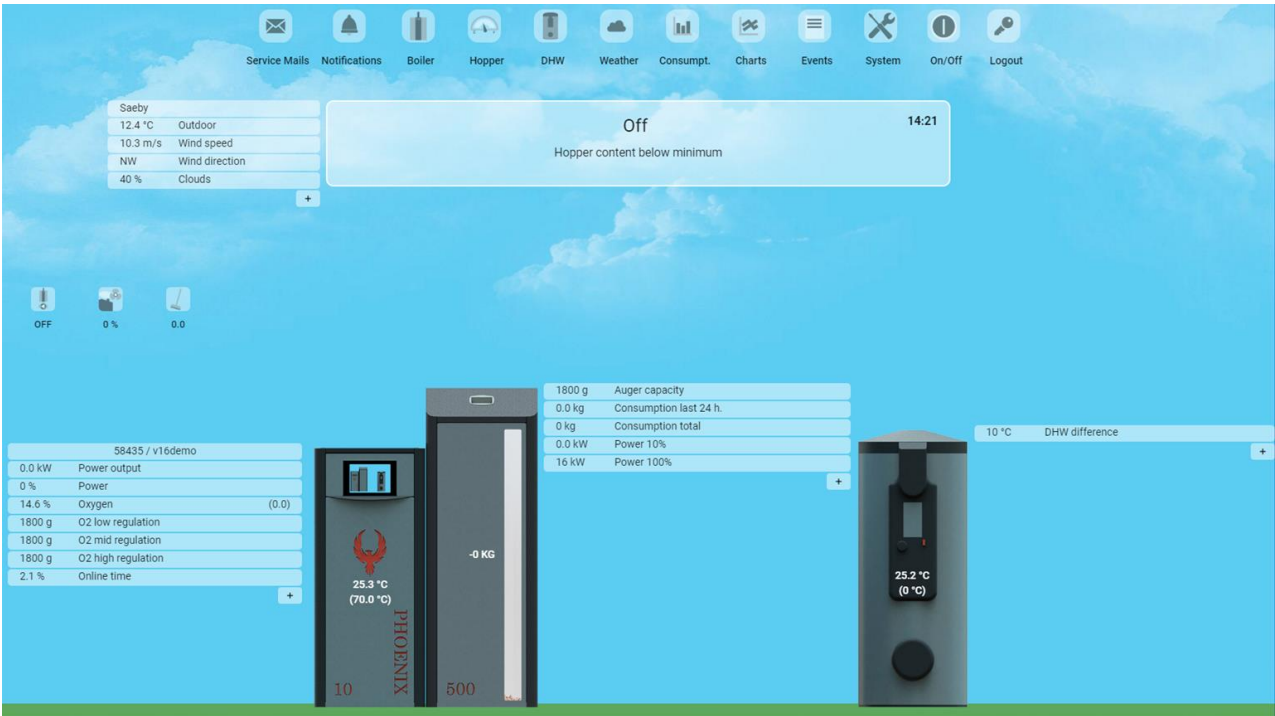 Service Mails Notifications Boiler Hopper DHW Weather Consumpt. Charts Events System On/Off Logout
Saeby
12.4 °C Outdoor
10.3 m/s Wind speed
NW Wind direction
40 % Clouds
+
Off
14:21
Hopper content below minimum
OFF 0 % 0.0
58435 / v16demo
0.0 kW Power output
0 % Power
14.6 % Oxygen (0.0)
1800 g O2 low regulation
1800 g O2 mid regulation
1800 g O2 high regulation
2.1 % Online time
+
25.3 °C
(70.0 °C)
PHOENIX
10
-0 KG
500
1800 g Auger capacity
0.0 kg Consumption last 24 h.
0 kg Consumption total
0.0 kW Power 10%
16 kW Power 100%
+
25.2 °C
(0 °C)
10 °C DHW difference
+